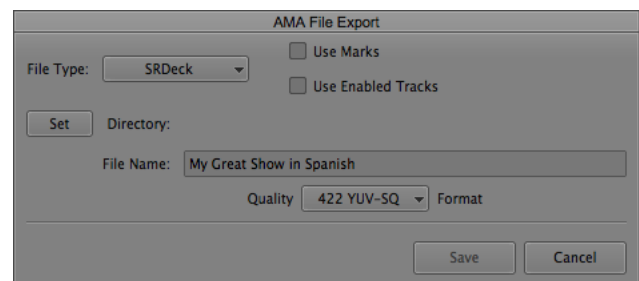 AMA File Export
File Type: SRDeck
Use Marks
Use Enabled Tracks
Set Directory:
File Name: My Great Show in Spanish
Quality 422 YUV-SQ Format
Save Cancel